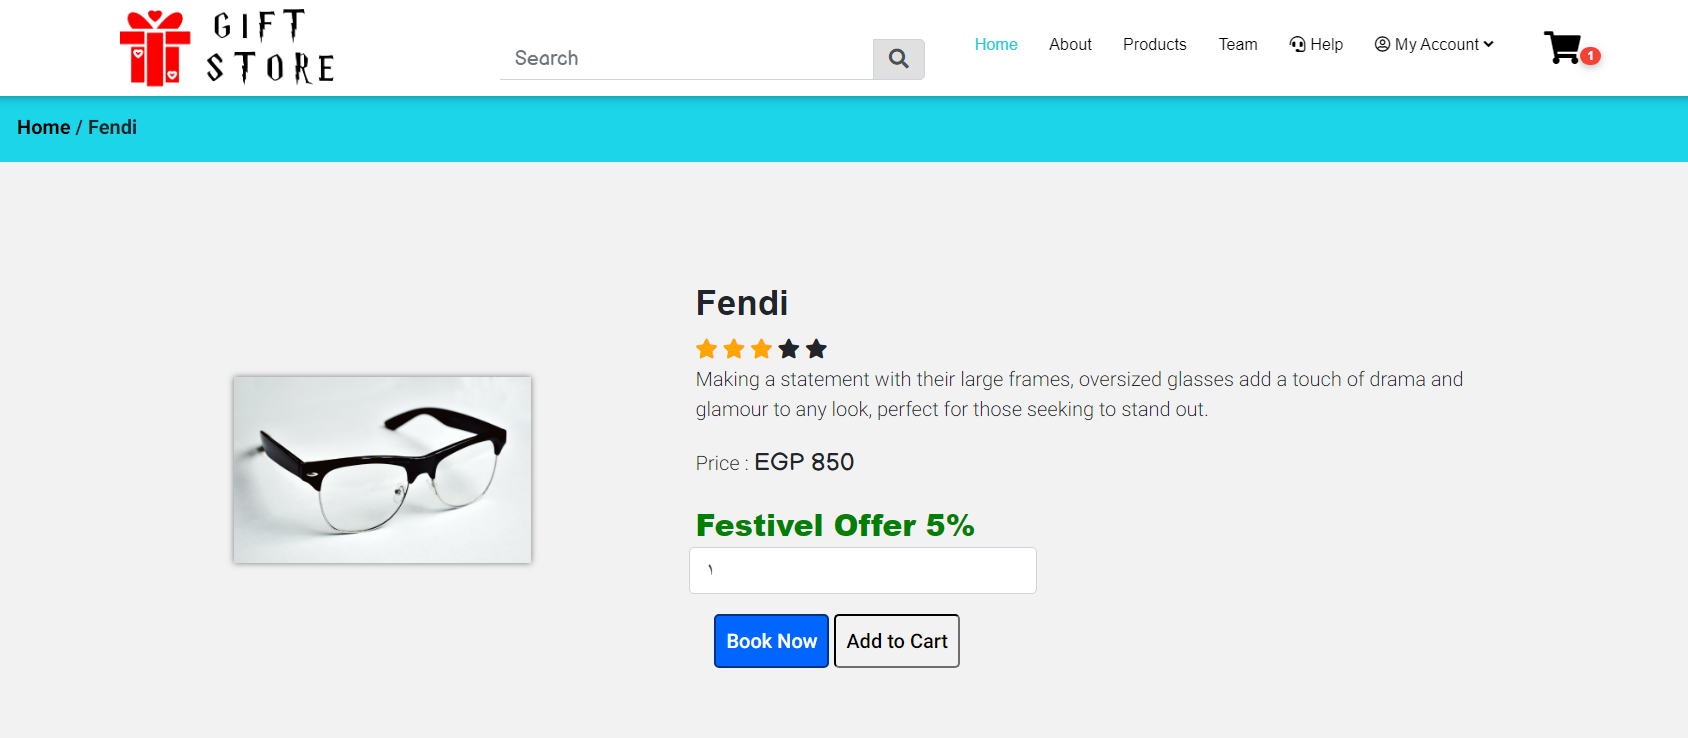 GIFT
STORE
Search
Home About Products Team Help My Account
1
Home / Fendi
Fendi
Making a statement with their large frames, oversized glasses add a touch of drama and
glamour to any look, perfect for those seeking to stand out.
Price : EGP 850
Festivel Offer 5%
١
Book Now Add to Cart